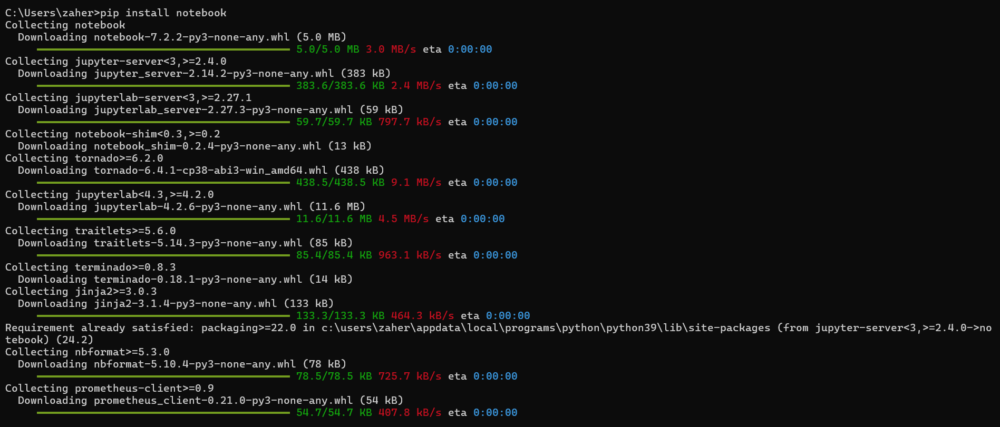 C:\Users\zaher>pip install notebook
Collecting notebook
  Downloading notebook-7.2.2-py3-none-any.whl (5.0 MB)
     5.0/5.0 MB 3.0 MB/s eta 0:00:00
Collecting jupyter-server<3,>=2.4.0
  Downloading jupyter_server-2.14.2-py3-none-any.whl (383 kB)
     383.6/383.6 KB 2.4 MB/s eta 0:00:00
Collecting jupyterlab-server<3,>=2.27.1
  Downloading jupyterlab_server-2.27.3-py3-none-any.whl (59 kB)
     59.7/59.7 KB 797.7 kB/s eta 0:00:00
Collecting notebook-shim<0.3,>=0.2
  Downloading notebook_shim-0.2.4-py3-none-any.whl (13 kB)
Collecting tornado>=6.2.0
  Downloading tornado-6.4.1-cp38-abi3-win_amd64.whl (438 kB)
     438.5/438.5 KB 9.1 MB/s eta 0:00:00
Collecting jupyterlab<4.3,>=4.2.0
  Downloading jupyterlab-4.2.6-py3-none-any.whl (11.6 MB)
     11.6/11.6 MB 4.5 MB/s eta 0:00:00
Collecting traitlets>=5.6.0
  Downloading traitlets-5.14.3-py3-none-any.whl (85 kB)
     85.4/85.4 KB 963.1 kB/s eta 0:00:00
Collecting terminado>=0.8.3
  Downloading terminado-0.18.1-py3-none-any.whl (14 kB)
Collecting jinja2>=3.0.3
  Downloading jinja2-3.1.4-py3-none-any.whl (133 kB)
     133.3/133.3 KB 464.3 kB/s eta 0:00:00
Requirement already satisfied: packaging>=22.0 in c:\users\zaher\appdata\local\programs\python\python39\lib\site-packages (from jupyter-server<3,>=2.4.0->no
tebook) (24.2)
Collecting nbformat>=5.3.0
  Downloading nbformat-5.10.4-py3-none-any.whl (78 kB)
     78.5/78.5 KB 725.7 kB/s eta 0:00:00
Collecting prometheus-client>=0.9
  Downloading prometheus_client-0.21.0-py3-none-any.whl (54 kB)
     54.7/54.7 KB 407.8 kB/s eta 0:00:00